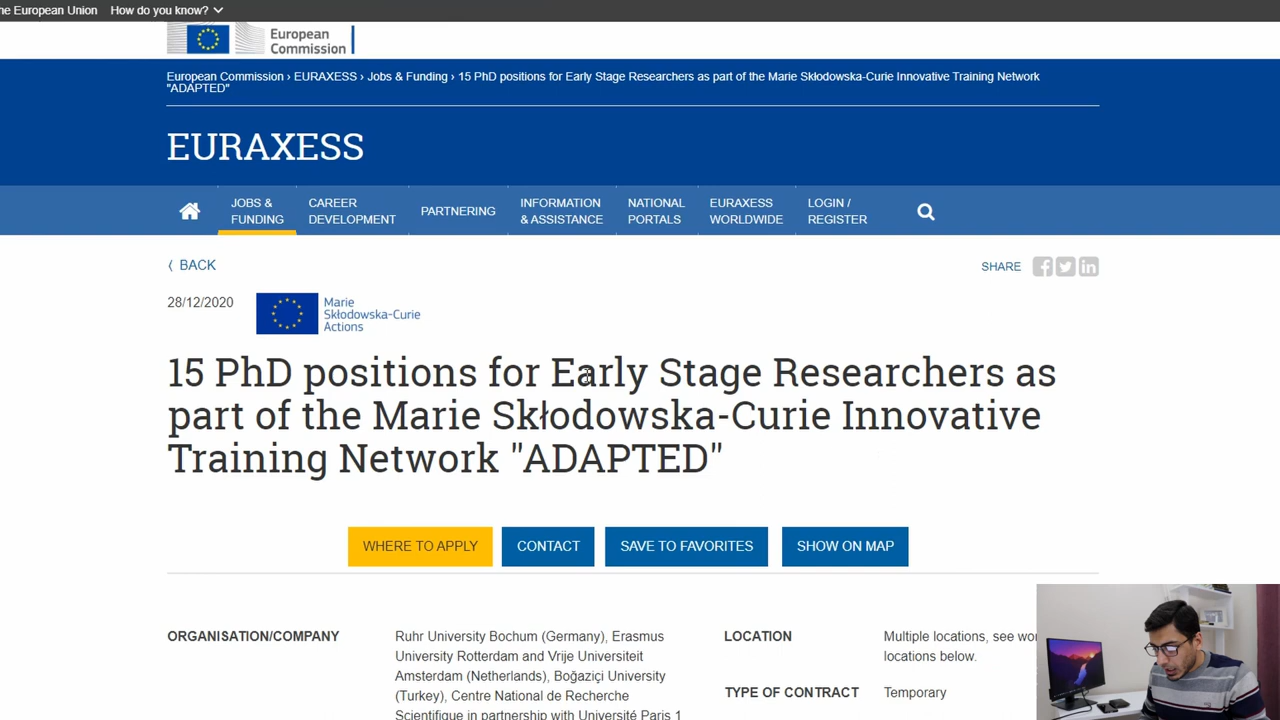 he European Union How do you know?
European
Commission
European Commission › EURAXESS › Jobs & Funding › 15 PhD positions for Early Stage Researchers as part of the Marie Skłodowska-Curie Innovative Training Network
"ADAPTED"
EURAXESS
JOBS &
FUNDING
CAREER
DEVELOPMENT
PARTNERING
INFORMATION
& ASSISTANCE
NATIONAL
PORTALS
EURAXESS
WORLDWIDE
LOGIN /
REGISTER
BACK
SHARE
28/12/2020
Marie
Skłodowska-Curie
Actions
15 PhD positions for Early Stage Researchers as
part of the Marie Skłodowska-Curie Innovative
Training Network "ADAPTED"
WHERE TO APPLY CONTACT SAVE TO FAVORITES SHOW ON MAP
ORGANISATION/COMPANY
Ruhr University Bochum (Germany), Erasmus
University Rotterdam and Vrije Universiteit
Amsterdam (Netherlands), Boğaziçi University
(Turkey), Centre National de Recherche
Scientifique in partnership with Université Paris 1
LOCATION
Multiple locations, see wo
locations below.
TYPE OF CONTRACT
Temporary